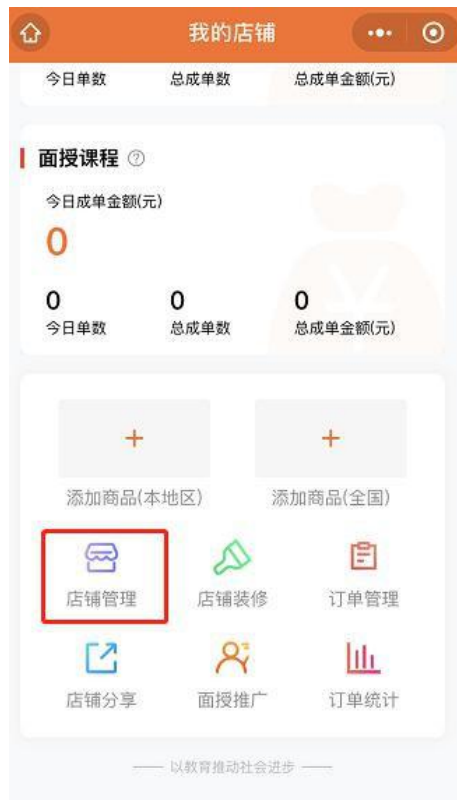 我的店铺
今日单数 总成单数 总成单金额(元)
面授课程 ?
今日成单金额(元)
0
0 0 0
今日单数 总成单数 总成单金额(元)
+ +
添加商品(本地区) 添加商品(全国)
店铺管理 店铺装修 订单管理
店铺分享 面授推广 订单统计
以教育推动社会进步